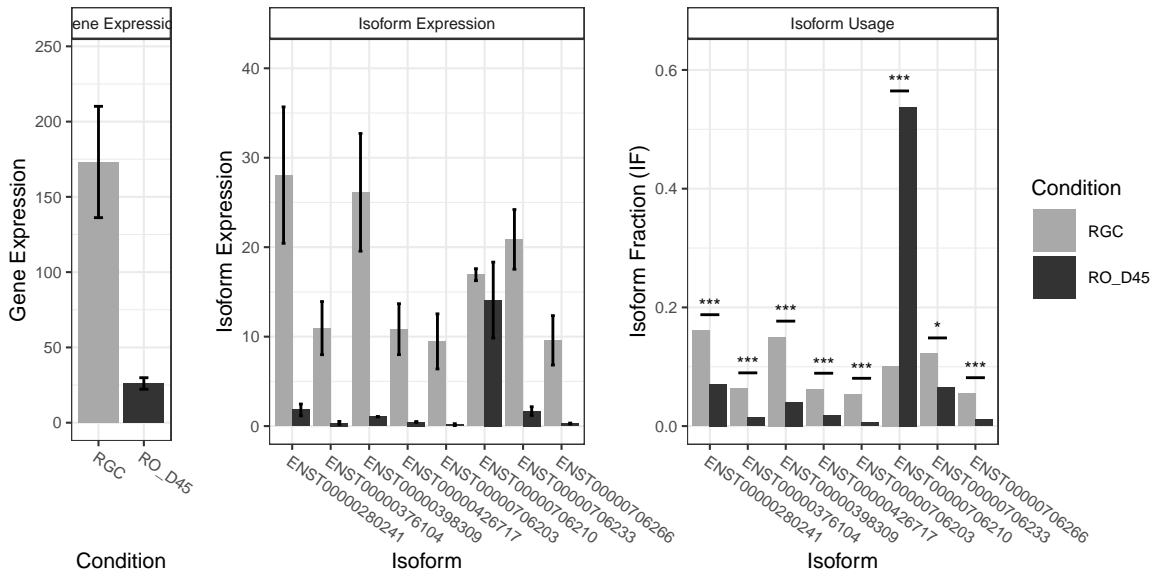 ene Expressio
Isoform Expression
Isoform Usage
Gene Expression
250
200
150
100
50
0
RGC
RO_D45
Condition
Isoform Expression
40
30
20
10
0
ENST00000280241
ENST00000376104
ENST00000398309
ENST00000426717
ENST00000706203
ENST00000706210
ENST00000706233
ENST00000706266
Isoform
Isoform Fraction (IF)
0.6
0.4
0.2
0.0
***
***
***
***
***
***
*
***
ENST00000280241
ENST00000376104
ENST00000398309
ENST00000426717
ENST00000706203
ENST00000706210
ENST00000706233
ENST00000706266
Isoform
Condition
RGC
RO_D45